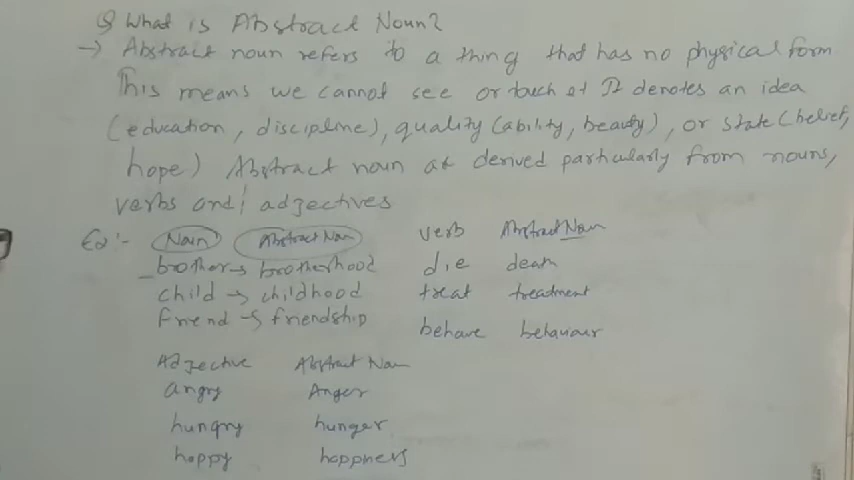 Q What is Abstract Noun?
→ Abstract noun refers to a thing that has no physical form
This means we cannot see or touch it It denotes an idea
(education, discipline), quality (ability, beauty), or state (belief,
hope) Abstract noun are derived particularly from nouns,
verbs and adjectives
Ex :- Noun Abstract Noun verb Abstract Noun
brother → brotherhood die death
child → childhood treat treatment
friend → friendship behave behaviour
Adjective Abstract Noun
angry Anger
hungry hunger
happy happiness